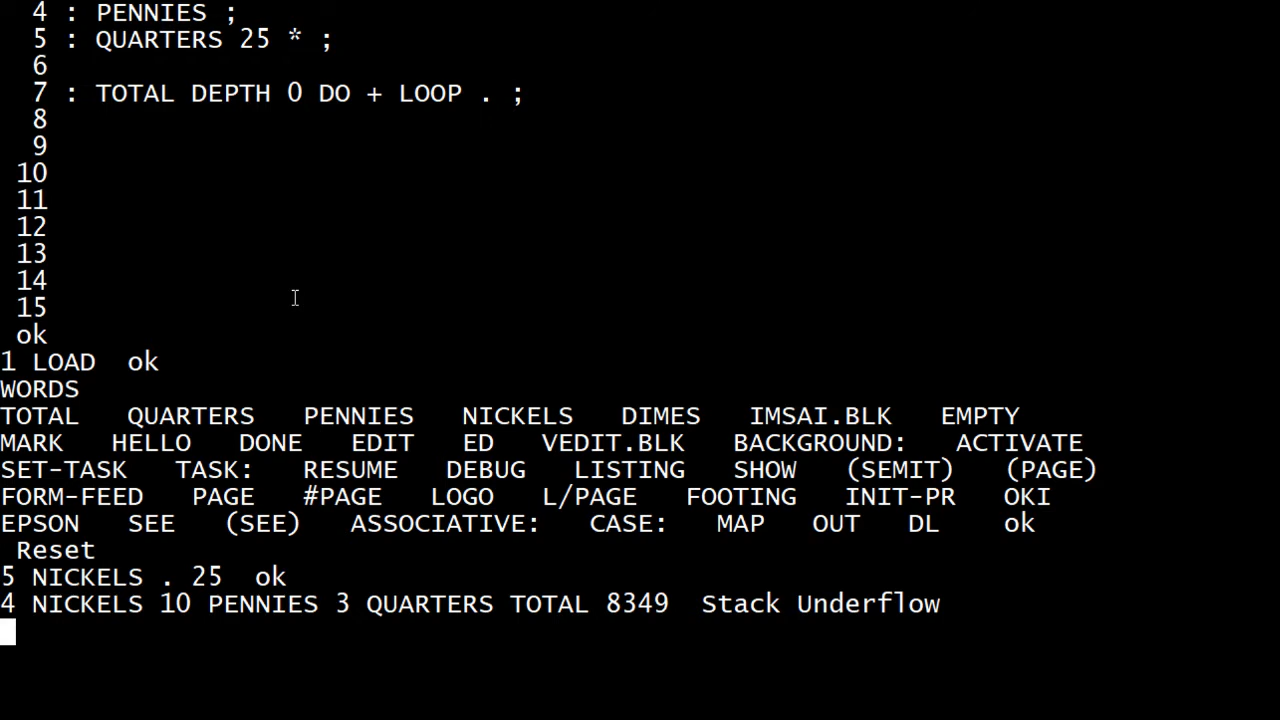 4 : PENNIES ;
5 : QUARTERS 25 * ;
6
7 : TOTAL DEPTH 0 DO + LOOP . ;
8
9
10
11
12
13
14
15
ok
1 LOAD ok
WORDS
TOTAL QUARTERS PENNIES NICKELS DIMES IMSAI.BLK EMPTY
MARK HELLO DONE EDIT ED VEDIT.BLK BACKGROUND: ACTIVATE
SET-TASK TASK: RESUME DEBUG LISTING SHOW (SEMIT) (PAGE)
FORM-FEED PAGE #PAGE LOGO L/PAGE FOOTING INIT-PR OKI
EPSON SEE (SEE) ASSOCIATIVE: CASE: MAP OUT DL ok
Reset
5 NICKELS . 25 ok
4 NICKELS 10 PENNIES 3 QUARTERS TOTAL 8349 Stack Underflow